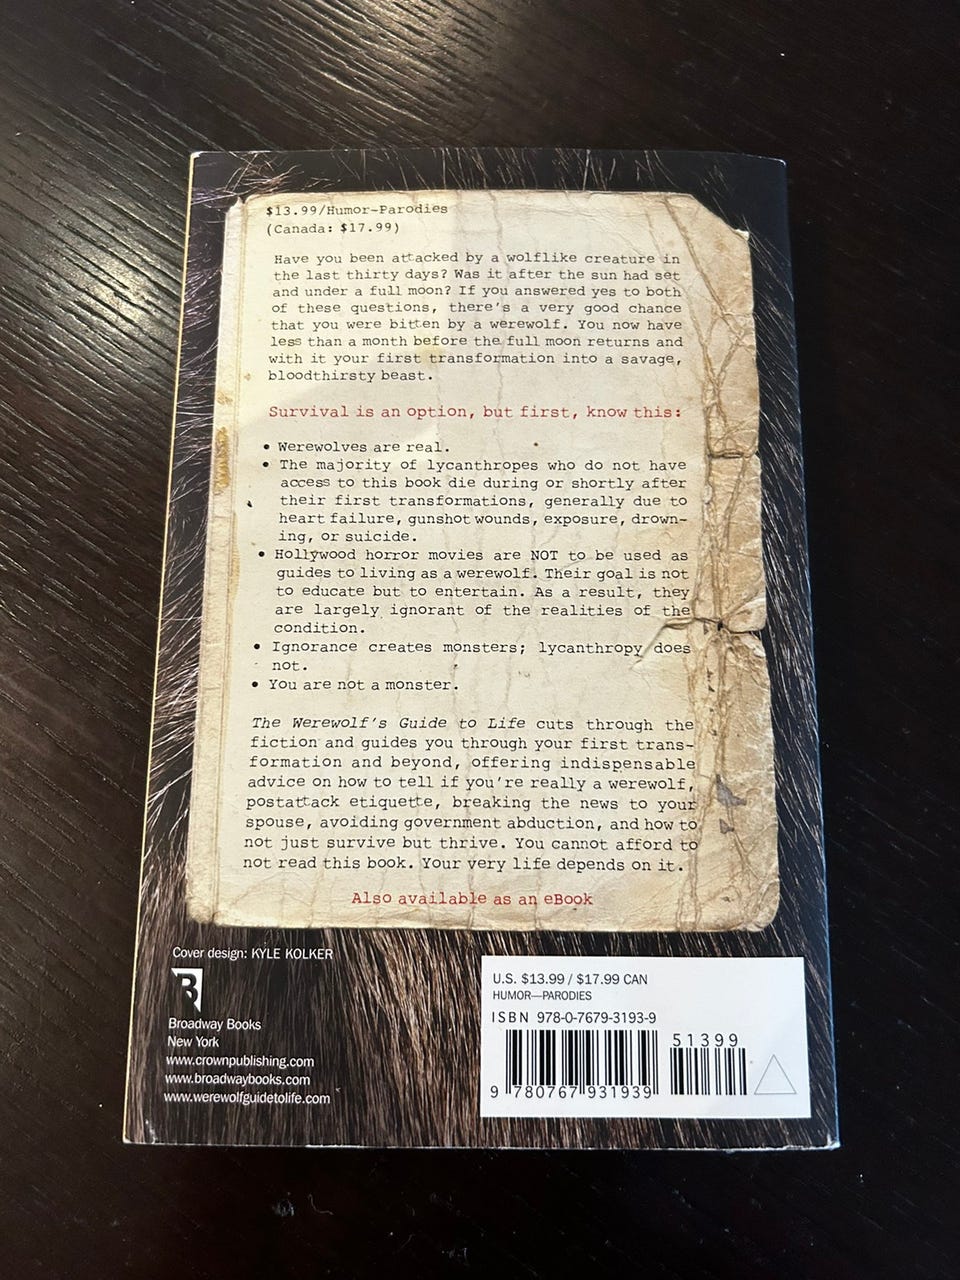 $13.99/Humor-Parodies
(Canada: $17.99)
Have you been attacked by a wolflike creature in
the last thirty days? Was it after the sun had set
and under a full moon? If you answered yes to both
of these questions, there's a very good chance
that you were bitten by a werewolf. You now have
less than a month before the full moon returns and
with it your first transformation into a savage,
bloodthirsty beast.
Survival is an option, but first, know this:
• Werewolves are real.
• The majority of lycanthropes who do not have
access to this book die during or shortly after
their first transformations, generally due to
heart failure, gunshot wounds, exposure, drown-
ing, or suicide.
• Hollywood horror movies are NOT to be used as
guides to living as a werewolf. Their goal is not
to educate but to entertain. As a result, they
are largely ignorant of the realities of the
condition.
• Ignorance creates monsters; lycanthropy does
not.
• You are not a monster.
The Werewolf's Guide to Life cuts through the
fiction and guides you through your first trans-
formation and beyond, offering indispensable
advice on how to tell if you're really a werewolf,
postattack etiquette, breaking the news to your
spouse, avoiding government abduction, and how to
not just survive but thrive. You cannot afford to
not read this book. Your very life depends on it.
Also available as an eBook
Cover design: KYLE KOLKER
B
Broadway Books
New York
www.crownpublishing.com
www.broadwaybooks.com
www.werewolfguidetolife.com
U.S. $13.99 / $17.99 CAN
HUMOR—PARODIES
ISBN 978-0-7679-3193-9
51399
9 780767 931939